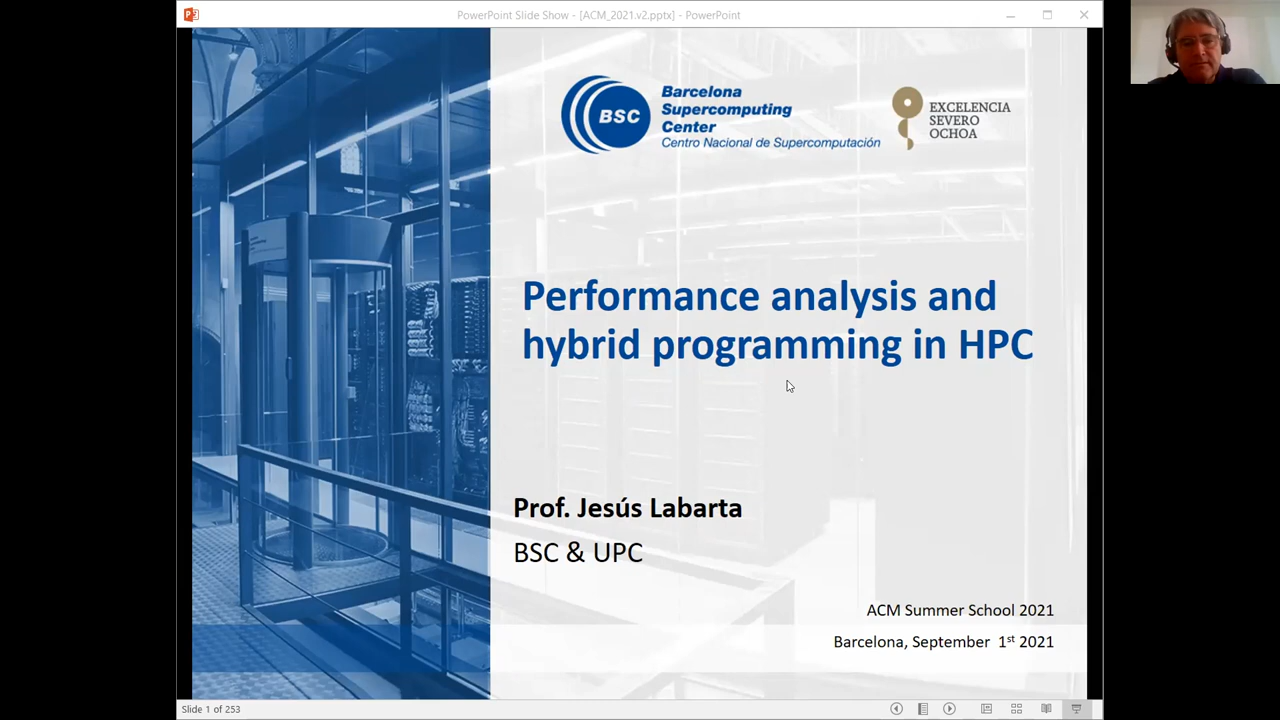 PowerPoint Slide Show - [ACM_2021.v2.pptx] - PowerPoint
BSC
Barcelona
Supercomputing
Center
Centro Nacional de Supercomputación
EXCELENCIA
SEVERO
OCHOA
Performance analysis and
hybrid programming in HPC
Prof. Jesús Labarta
BSC & UPC
ACM Summer School 2021
Barcelona, September 1st 2021
Slide 1 of 253